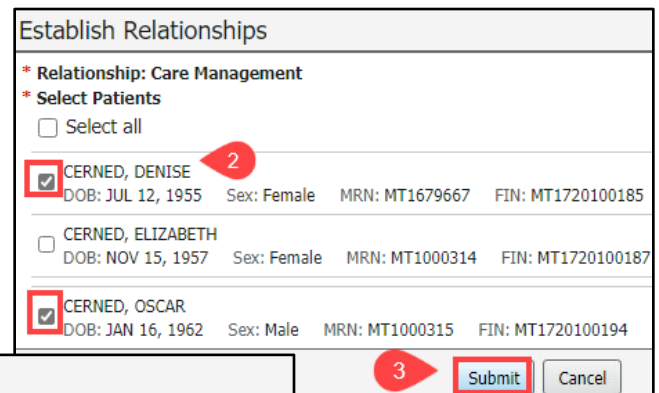 Establish Relationships
* Relationship: Care Management
* Select Patients
Select all
CERNED, DENISE
2
DOB: JUL 12, 1955 Sex: Female MRN: MT1679667 FIN: MT1720100185
CERNED, ELIZABETH
DOB: NOV 15, 1957 Sex: Female MRN: MT1000314 FIN: MT1720100187
CERNED, OSCAR
DOB: JAN 16, 1962 Sex: Male MRN: MT1000315 FIN: MT1720100194
3
Submit Cancel